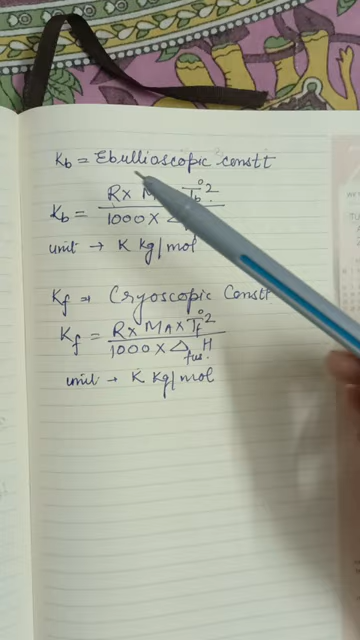 Kb = Ebullioscopic constt
Kb = R x M Tb°2 / 1000 x Δ
unit → K Kg/mol
Kf → Cryoscopic Constt
Kf = R x MA x Tf°2 / 1000 x Δfus. H
unit → K Kg/mol